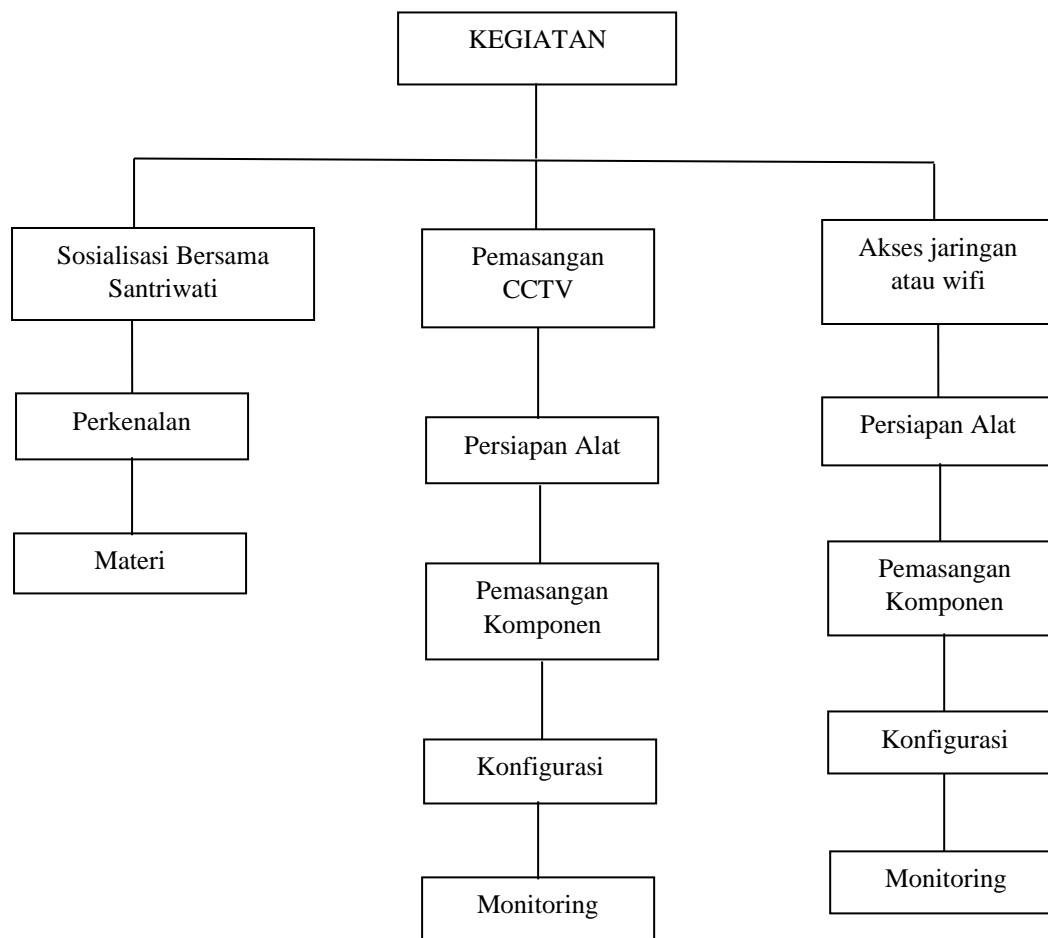 KEGIATAN
Sosialisasi Bersama
Santriwati
Perkenalan
Materi
Pemasangan
CCTV
Persiapan Alat
Pemasangan
Komponen
Konfigurasi
Monitoring
Akses jaringan
atau wifi
Persiapan Alat
Pemasangan
Komponen
Konfigurasi
Monitoring